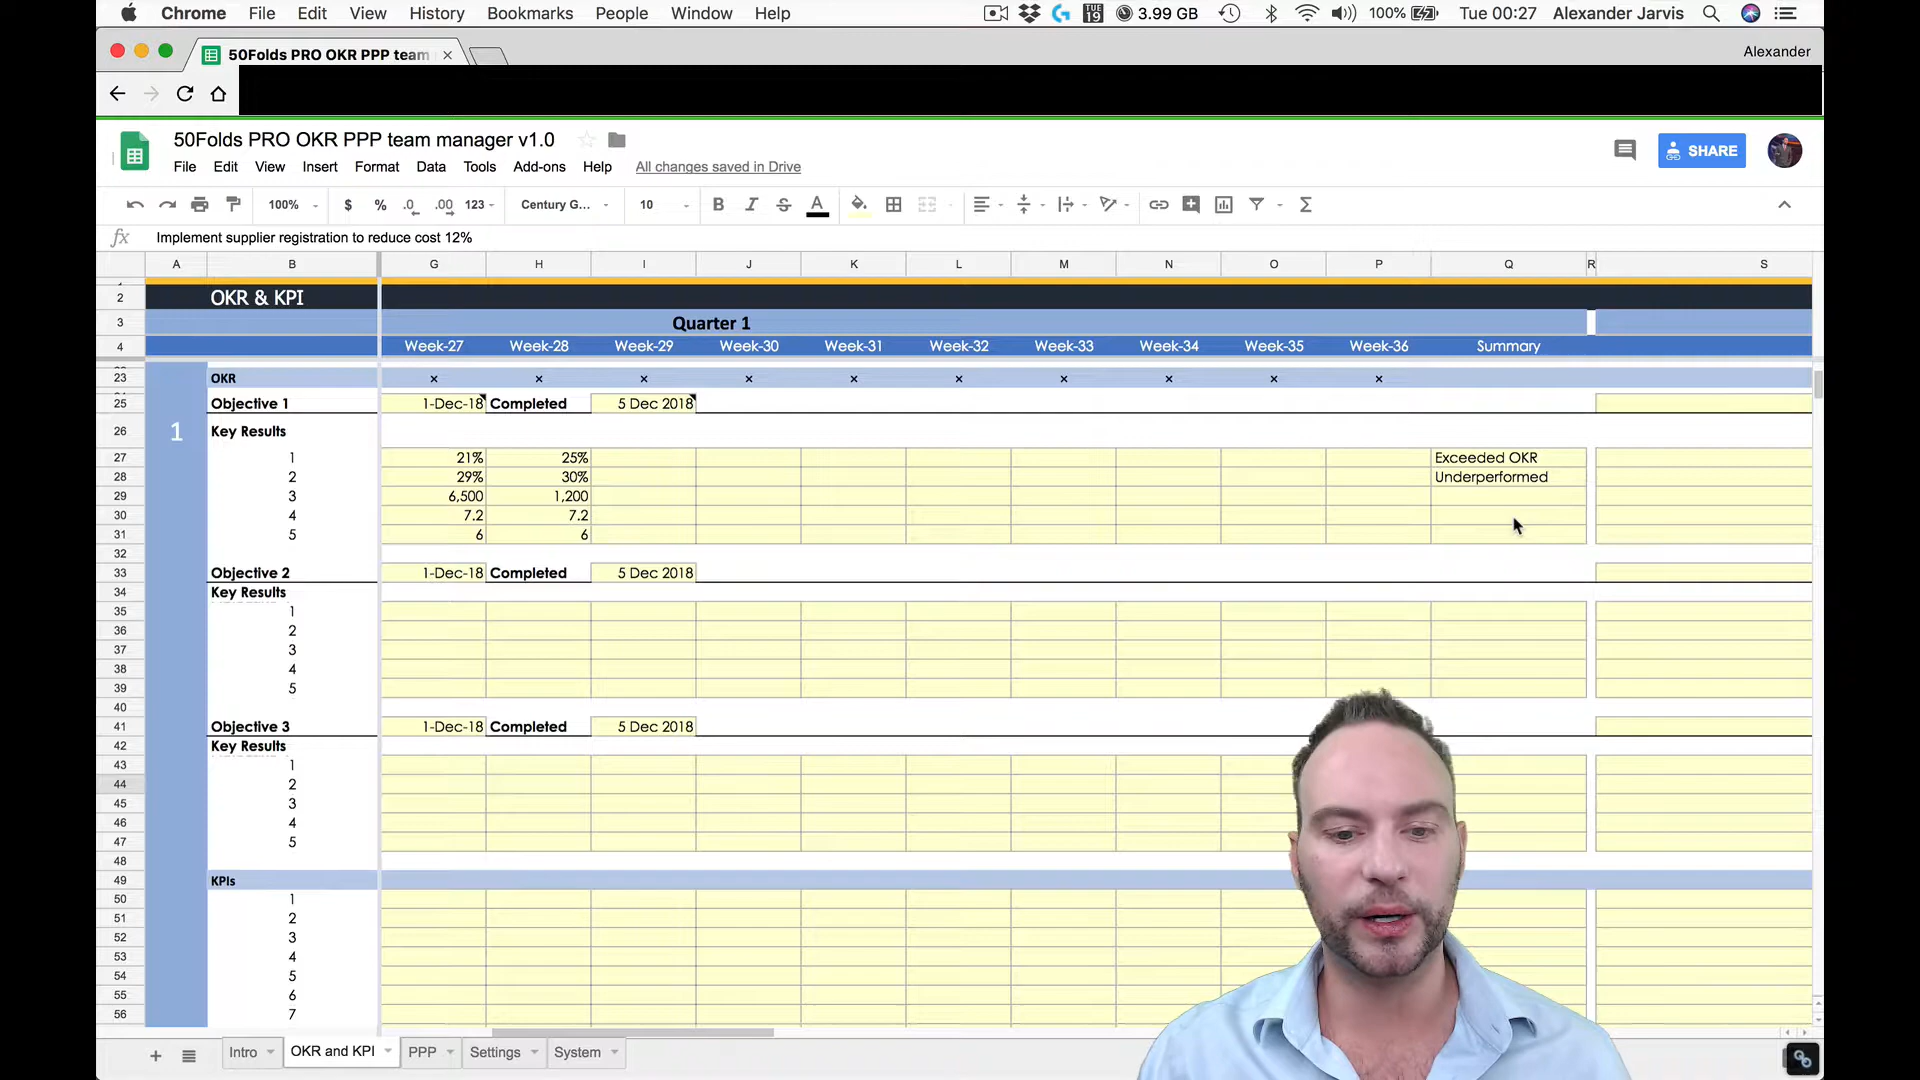 Chrome File Edit View History Bookmarks People Window Help TUE 19 3.99 GB 100% Tue 00:27 Alexander Jarvis
50Folds PRO OKR PPP team Alexander
50Folds PRO OKR PPP team manager v1.0
SHARE
File Edit View Insert Format Data Tools Add-ons Help All changes saved in Drive
100% $ % .0 .00 123 Century G... 10 B I S A Σ
fx Implement supplier registration to reduce cost 12%
A B G H I J K L M N O P Q R S
2 OKR & KPI
3 Quarter 1
4 Week-27 Week-28 Week-29 Week-30 Week-31 Week-32 Week-33 Week-34 Week-35 Week-36 Summary
23 OKR × × × × × × × × × ×
25 Objective 1 1-Dec-18 Completed 5 Dec 2018
26 1 Key Results
27 1 21% 25% Exceeded OKR
28 2 29% 30% Underperformed
29 3 6,500 1,200
30 4 7.2 7.2
31 5 6 6
32
33 Objective 2 1-Dec-18 Completed 5 Dec 2018
34 Key Results
35 1
36 2
37 3
38 4
39 5
40
41 Objective 3 1-Dec-18 Completed 5 Dec 2018
42 Key Results
43 1
44 2
45 3
46 4
47 5
48
49 KPIs
50 1
51 2
52 3
53 4
54 5
55 6
56 7
Intro OKR and KPI PPP Settings System